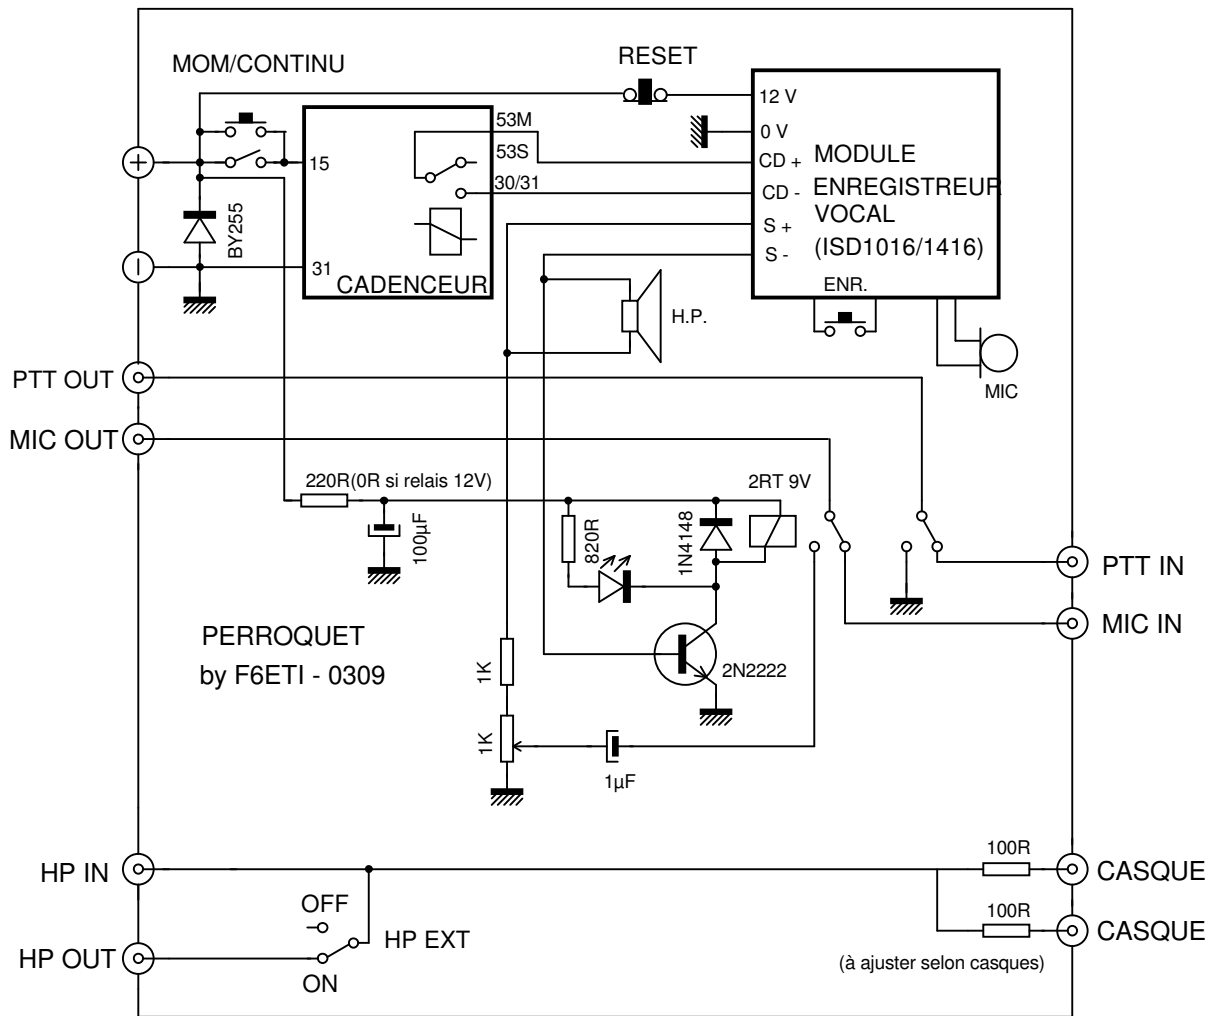 MOM/CONTINU
RESET
12 V
0 V
CD +
CD -
S +
S -
MODULE
ENREGISTREUR
VOCAL
(ISD1016/1416)
ENR.
MIC
53M
53S
30/31
15
31
CADENCEUR
BY255
H.P.
PTT OUT
MIC OUT
220R(0R si relais 12V)
100µF
820R
1N4148
2RT 9V
PTT IN
MIC IN
2N2222
PERROQUET
by F6ETI - 0309
1K
1K
1µF
HP IN
HP OUT
OFF
ON
HP EXT
100R
CASQUE
100R
CASQUE
(à ajuster selon casques)